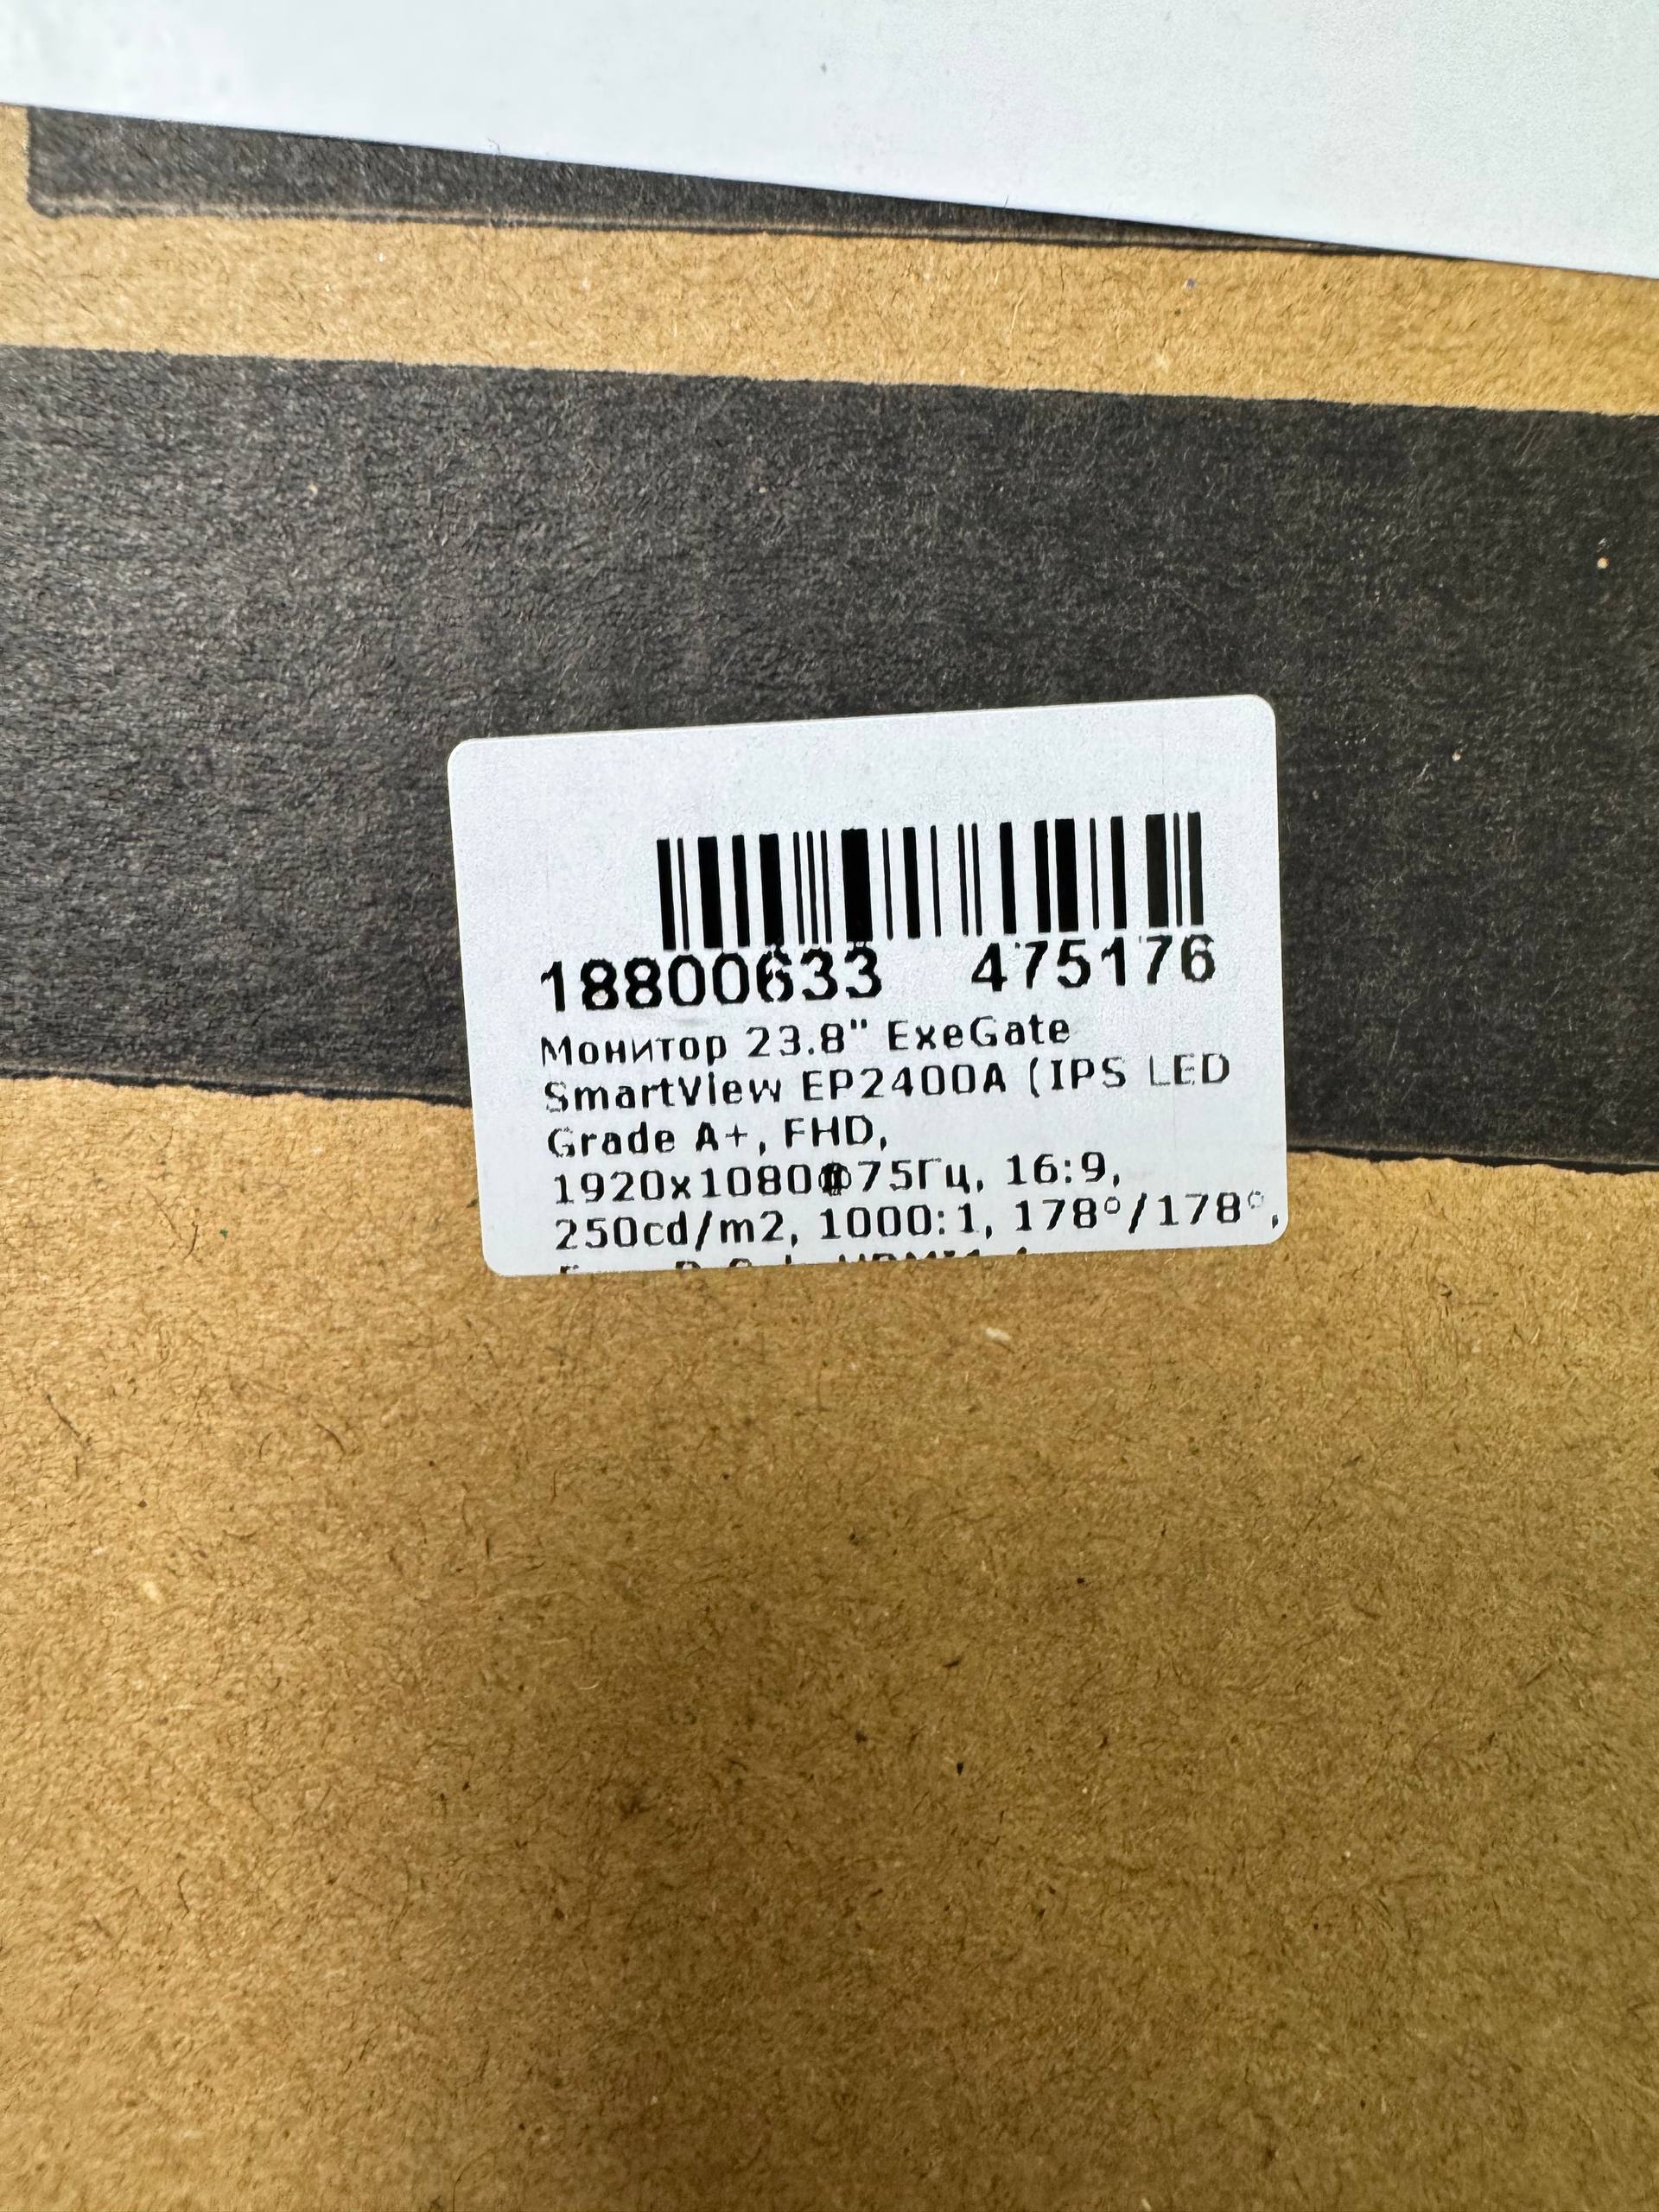 18800633 475176
Монитор 23.8" ExeGate
SmartView EP2400A (IPS LED
Grade A+, FHD,
1920x1080 75Гц, 16:9,
250cd/m2, 1000:1, 178°/178°,